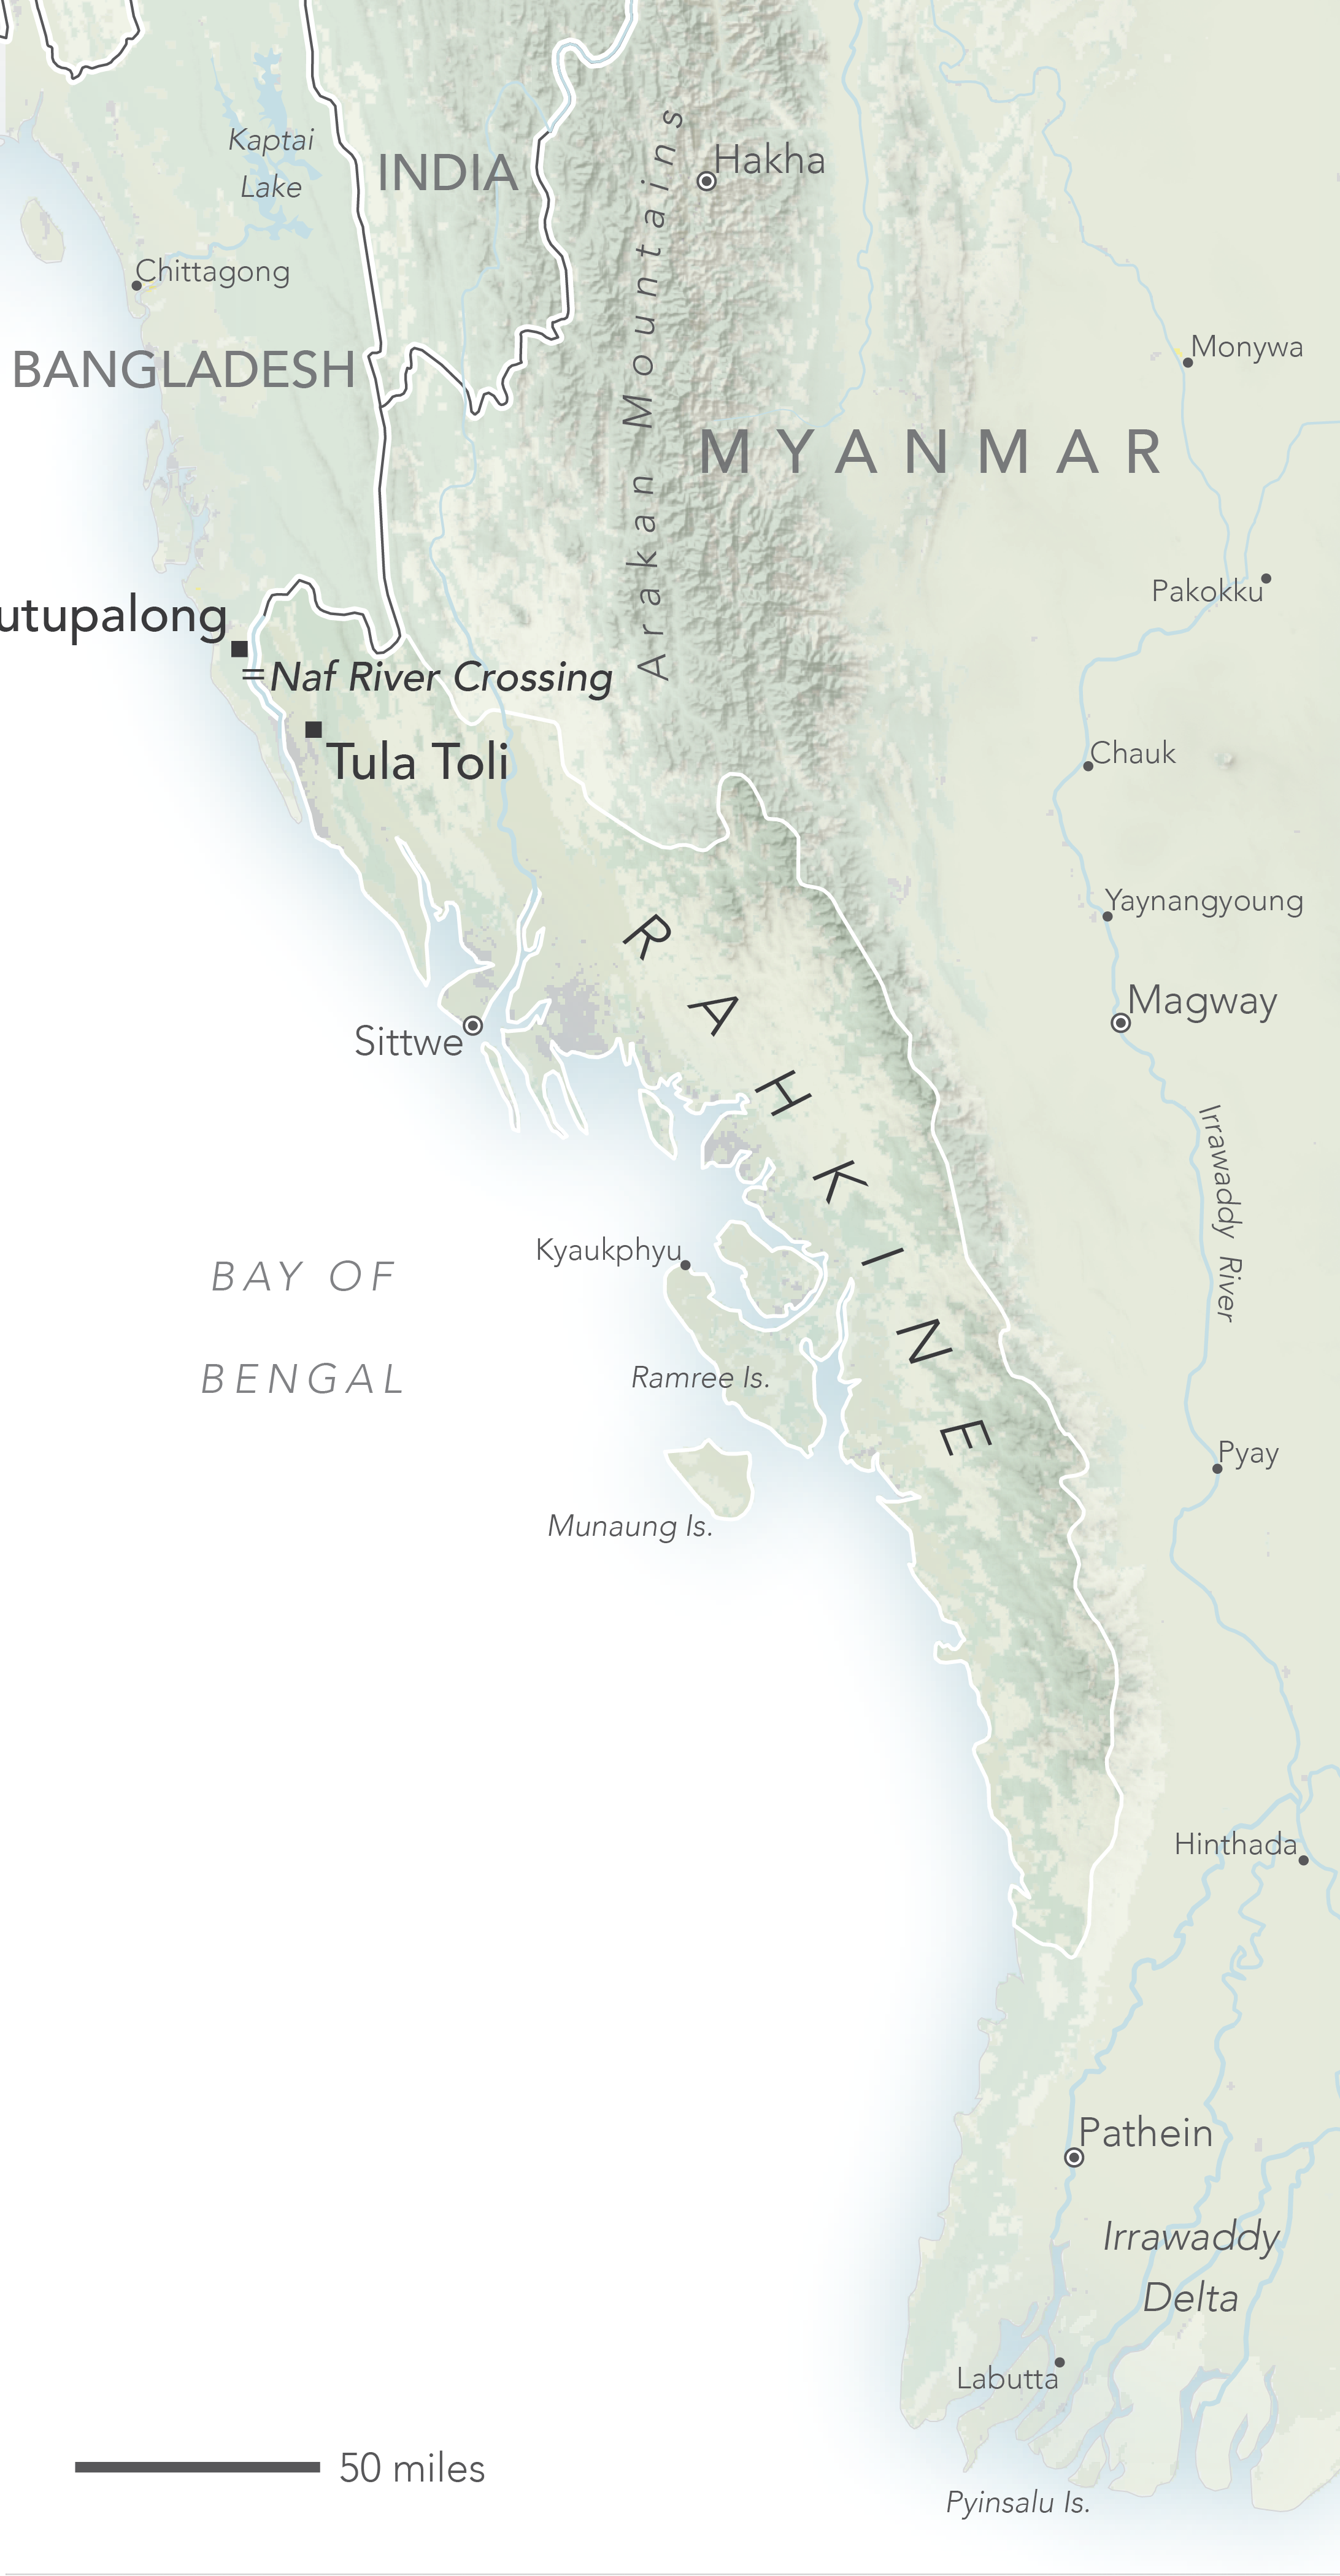 Kaptai
Lake
INDIA
Hakha
Arakan Mountains
Chittagong
BANGLADESH
Monywa
MYANMAR
Pakokku
utupalong
=Naf River Crossing
Tula Toli
Chauk
Yaynangyoung
RAHKINE
Magway
Sittwe
Irrawaddy River
Kyaukphyu
BAY OF
BENGAL
Ramree Is.
Pyay
Munaung Is.
Hinthada
Pathein
Irrawaddy
Delta
Labutta
50 miles
Pyinsalu Is.